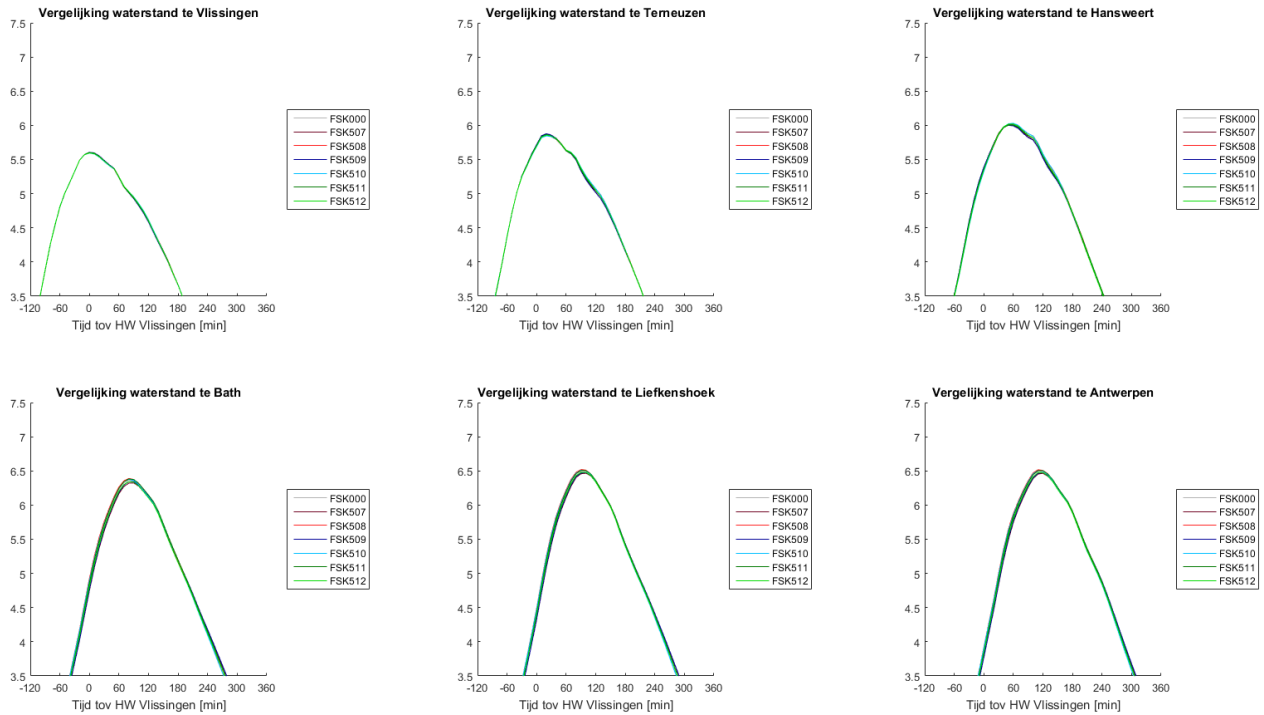 Vergelijking waterstand te Vlissingen
7.5
7
6.5
6
5.5
5
4.5
4
3.5
-120 -60 0 60 120 180 240 300 360
Tijd tov HW Vlissingen [min]
FSK000
FSK507
FSK508
FSK509
FSK510
FSK511
FSK512
Vergelijking waterstand te Terneuzen
7.5
7
6.5
6
5.5
5
4.5
4
3.5
-120 -60 0 60 120 180 240 300 360
Tijd tov HW Vlissingen [min]
FSK000
FSK507
FSK508
FSK509
FSK510
FSK511
FSK512
Vergelijking waterstand te Hansweert
7.5
7
6.5
6
5.5
5
4.5
4
3.5
-120 -60 0 60 120 180 240 300 360
Tijd tov HW Vlissingen [min]
FSK000
FSK507
FSK508
FSK509
FSK510
FSK511
FSK512
Vergelijking waterstand te Bath
7.5
7
6.5
6
5.5
5
4.5
4
3.5
-120 -60 0 60 120 180 240 300 360
Tijd tov HW Vlissingen [min]
FSK000
FSK507
FSK508
FSK509
FSK510
FSK511
FSK512
Vergelijking waterstand te Liefkenshoek
7.5
7
6.5
6
5.5
5
4.5
4
3.5
-120 -60 0 60 120 180 240 300 360
Tijd tov HW Vlissingen [min]
FSK000
FSK507
FSK508
FSK509
FSK510
FSK511
FSK512
Vergelijking waterstand te Antwerpen
7.5
7
6.5
6
5.5
5
4.5
4
3.5
-120 -60 0 60 120 180 240 300 360
Tijd tov HW Vlissingen [min]
FSK000
FSK507
FSK508
FSK509
FSK510
FSK511
FSK512